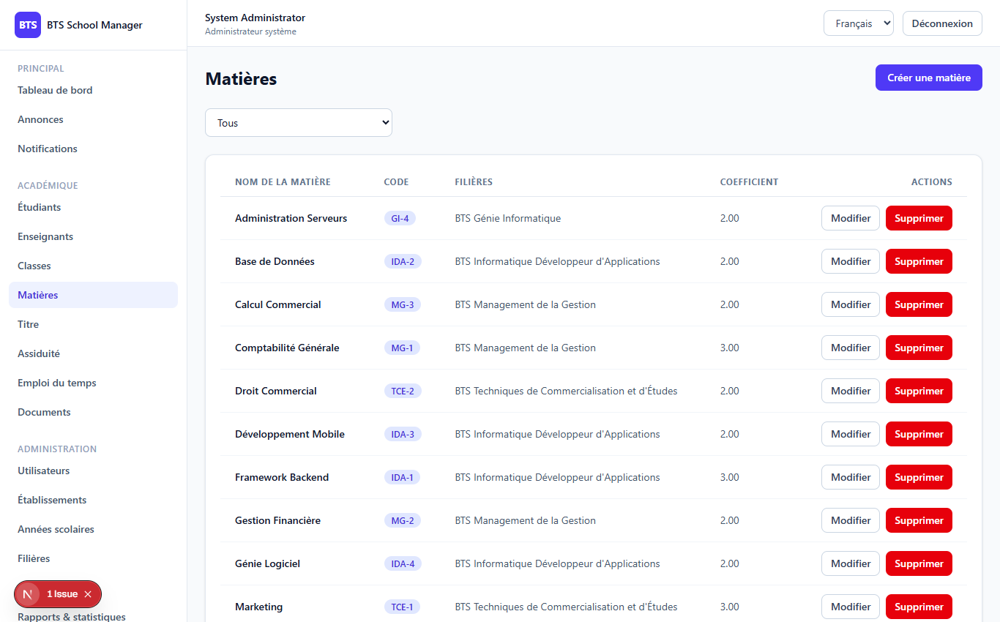 BTS BTS School Manager
System Administrator
Administrateur système
Français
Déconnexion
PRINCIPAL
Tableau de bord
Annonces
Notifications
ACADÉMIQUE
Étudiants
Enseignants
Classes
Matières
Titre
Assiduité
Emploi du temps
Documents
ADMINISTRATION
Utilisateurs
Établissements
Années scolaires
Filières
N 1 Issue
Rapports & statistiques
Matières
Créer une matière
Tous
NOM DE LA MATIÈRE CODE FILIÈRES COEFFICIENT ACTIONS
Administration Serveurs GI-4 BTS Génie Informatique 2.00 Modifier Supprimer
Base de Données IDA-2 BTS Informatique Développeur d'Applications 2.00 Modifier Supprimer
Calcul Commercial MG-3 BTS Management de la Gestion 2.00 Modifier Supprimer
Comptabilité Générale MG-1 BTS Management de la Gestion 3.00 Modifier Supprimer
Droit Commercial TCE-2 BTS Techniques de Commercialisation et d'Études 2.00 Modifier Supprimer
Développement Mobile IDA-3 BTS Informatique Développeur d'Applications 2.00 Modifier Supprimer
Framework Backend IDA-1 BTS Informatique Développeur d'Applications 3.00 Modifier Supprimer
Gestion Financière MG-2 BTS Management de la Gestion 2.00 Modifier Supprimer
Génie Logiciel IDA-4 BTS Informatique Développeur d'Applications 2.00 Modifier Supprimer
Marketing TCE-1 BTS Techniques de Commercialisation et d'Études 3.00 Modifier Supprimer